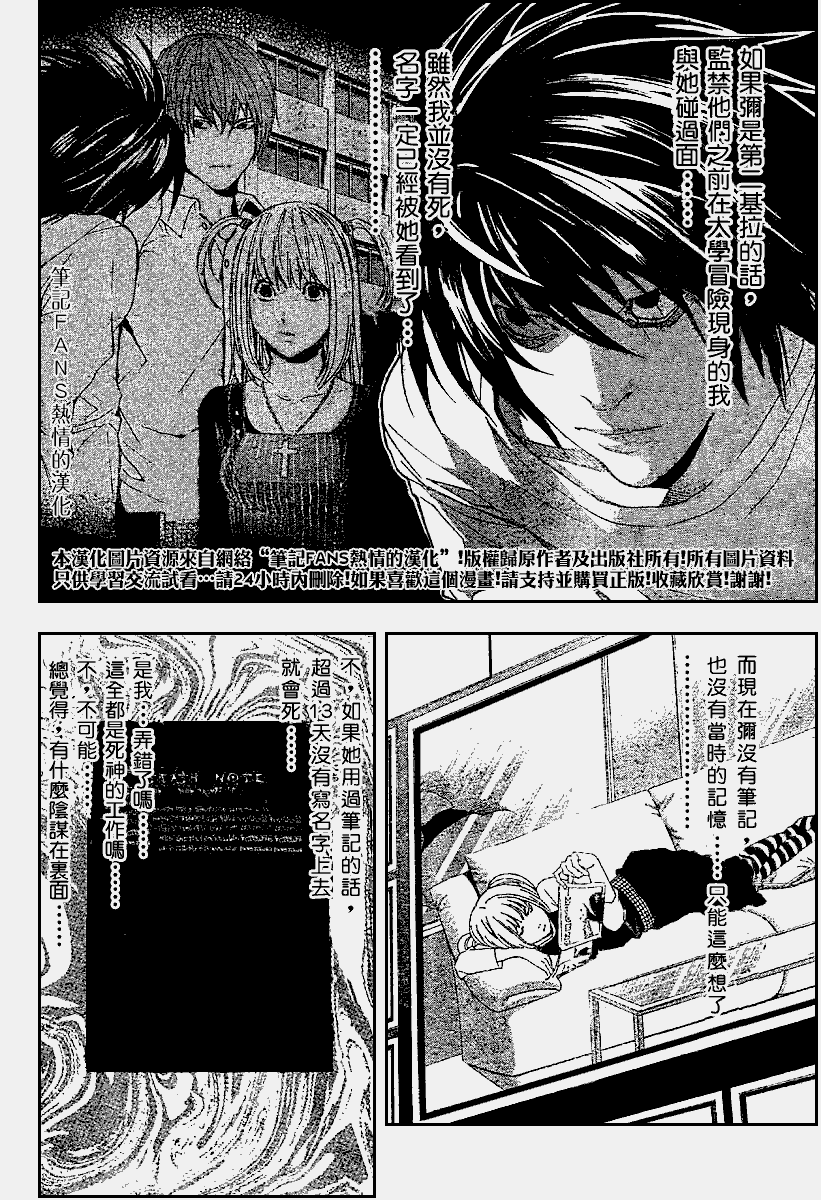 如果彌是第二基拉的話，
監禁他們之前在大學冒險現身的我
與她碰過面……
雖然我並沒有死，
名字一定已經被她看到了…
………………
筆記FANS熱情的漢化
本漢化圖片資源來自網絡“筆記FANS熱情的漢化”!版權歸原作者及出版社所有!所有圖片資料
只供學習交流試看…請24小時內刪除!如果喜歡這個漫畫!請支持並購買正版!收藏欣賞!謝謝!
而現在彌沒有筆記，
也沒有當時的記憶……只能這麼想了
………………
不，如果她用過筆記的話，
超過13天沒有寫名字上去
就會死……
是我…弄錯了嗎……
這全都是死神的工作嗎……
不，不可能…
總覺得，有什麼陰謀在裏面……
DEATH NOTE